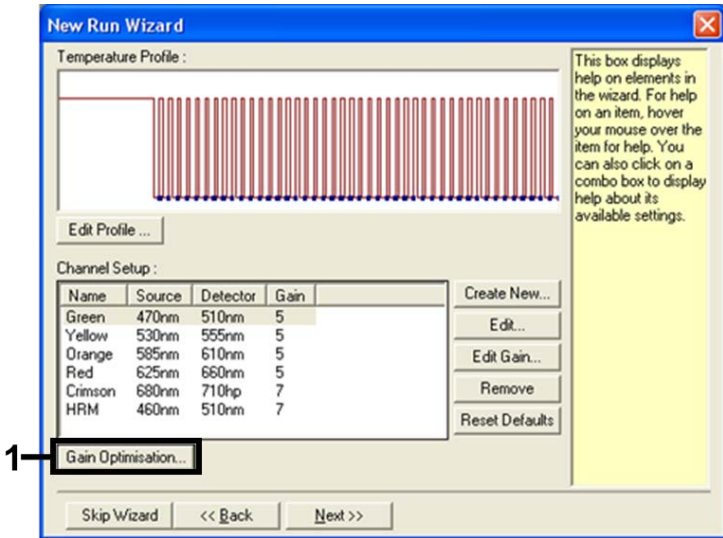 New Run Wizard
Temperature Profile :
This box displays
help on elements in
the wizard. For help
on an item, hover
your mouse over the
item for help. You
can also click on a
combo box to display
help about its
available settings.
Edit Profile ...
Channel Setup :
Name Source Detector Gain
Green 470nm 510nm 5
Yellow 530nm 555nm 5
Orange 585nm 610nm 5
Red 625nm 660nm 5
Crimson 680nm 710hp 7
HRM 460nm 510nm 7
Create New...
Edit...
Edit Gain...
Remove
Reset Defaults
1
Gain Optimisation...
Skip Wizard
<< Back
Next >>